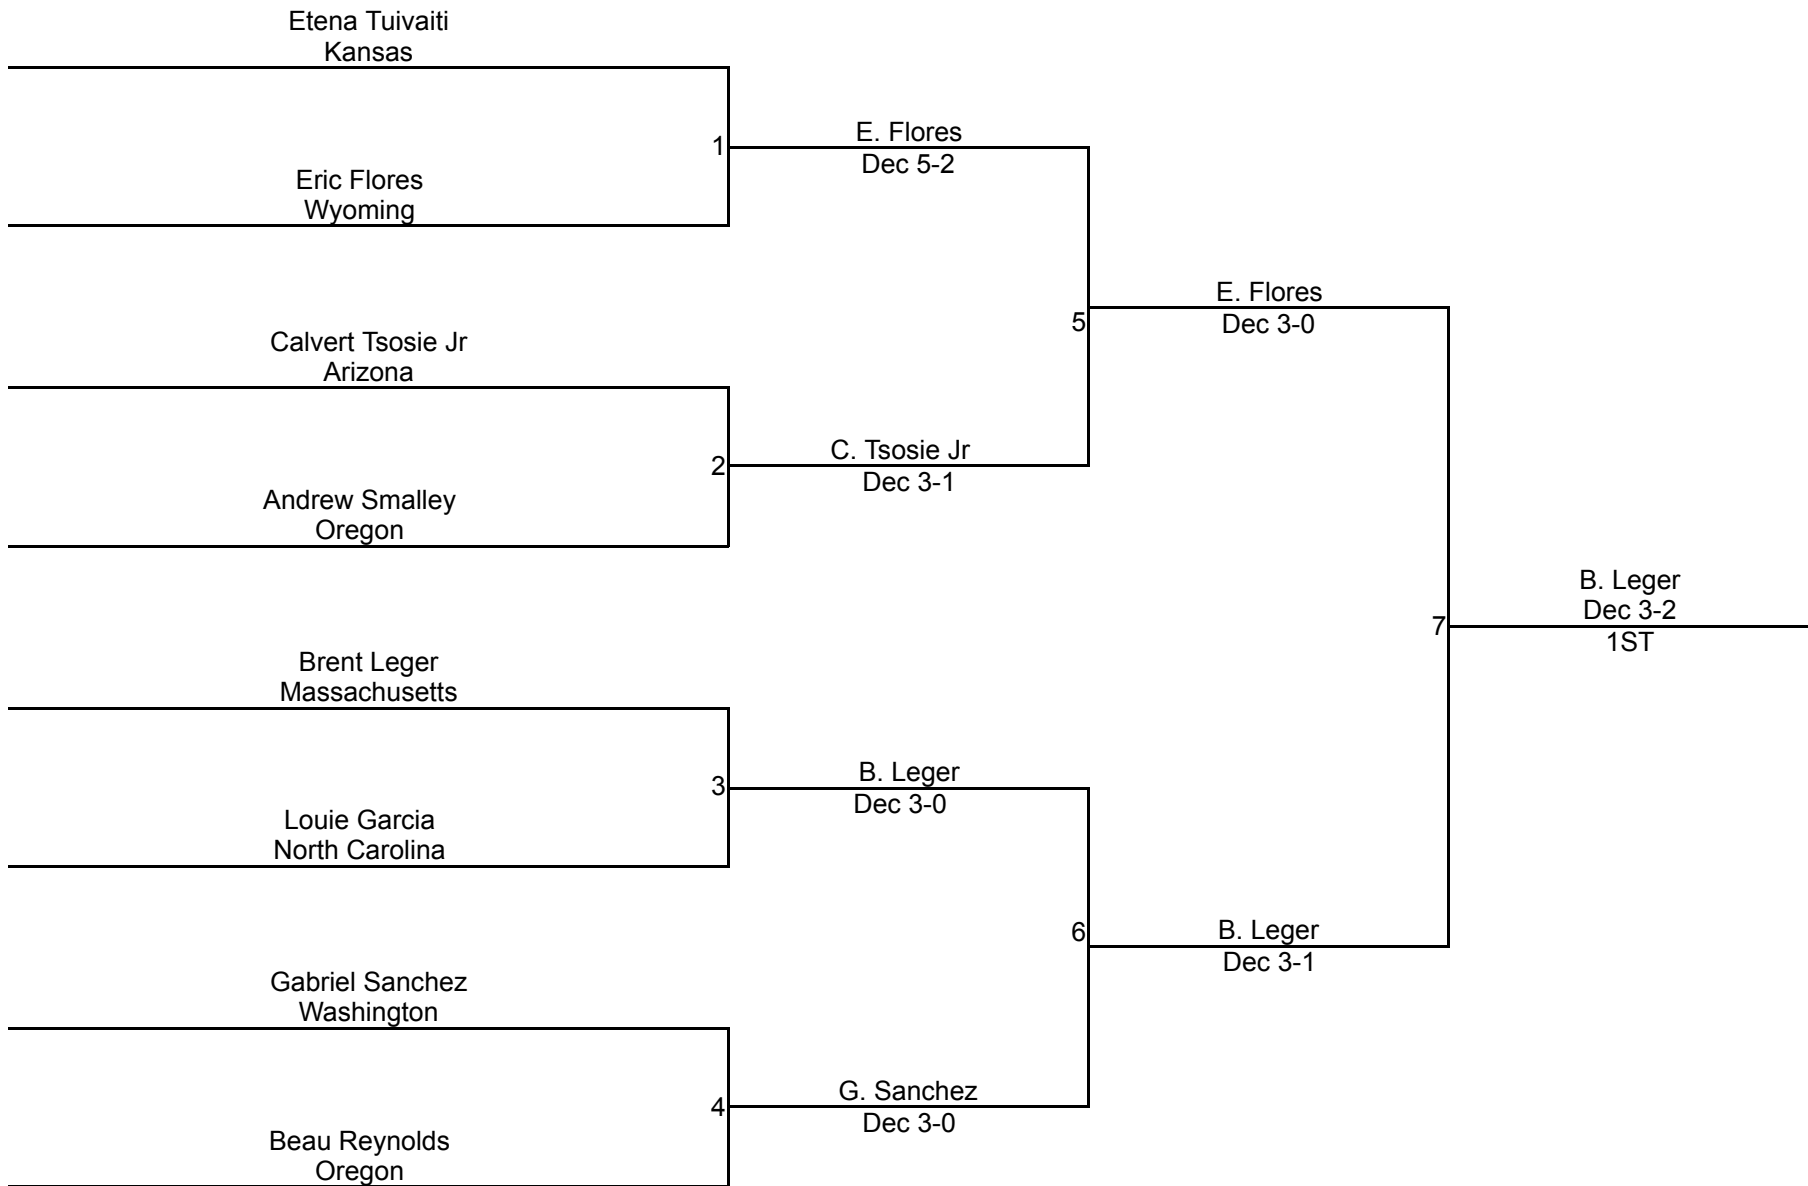 Etena Tuivaiti
Kansas
1
E. Flores
Dec 5-2
Eric Flores
Wyoming
5
E. Flores
Dec 3-0
Calvert Tsosie Jr
Arizona
2
C. Tsosie Jr
Dec 3-1
Andrew Smalley
Oregon
7
B. Leger
Dec 3-2
1ST
Brent Leger
Massachusetts
3
B. Leger
Dec 3-0
Louie Garcia
North Carolina
6
B. Leger
Dec 3-1
Gabriel Sanchez
Washington
4
G. Sanchez
Dec 3-0
Beau Reynolds
Oregon